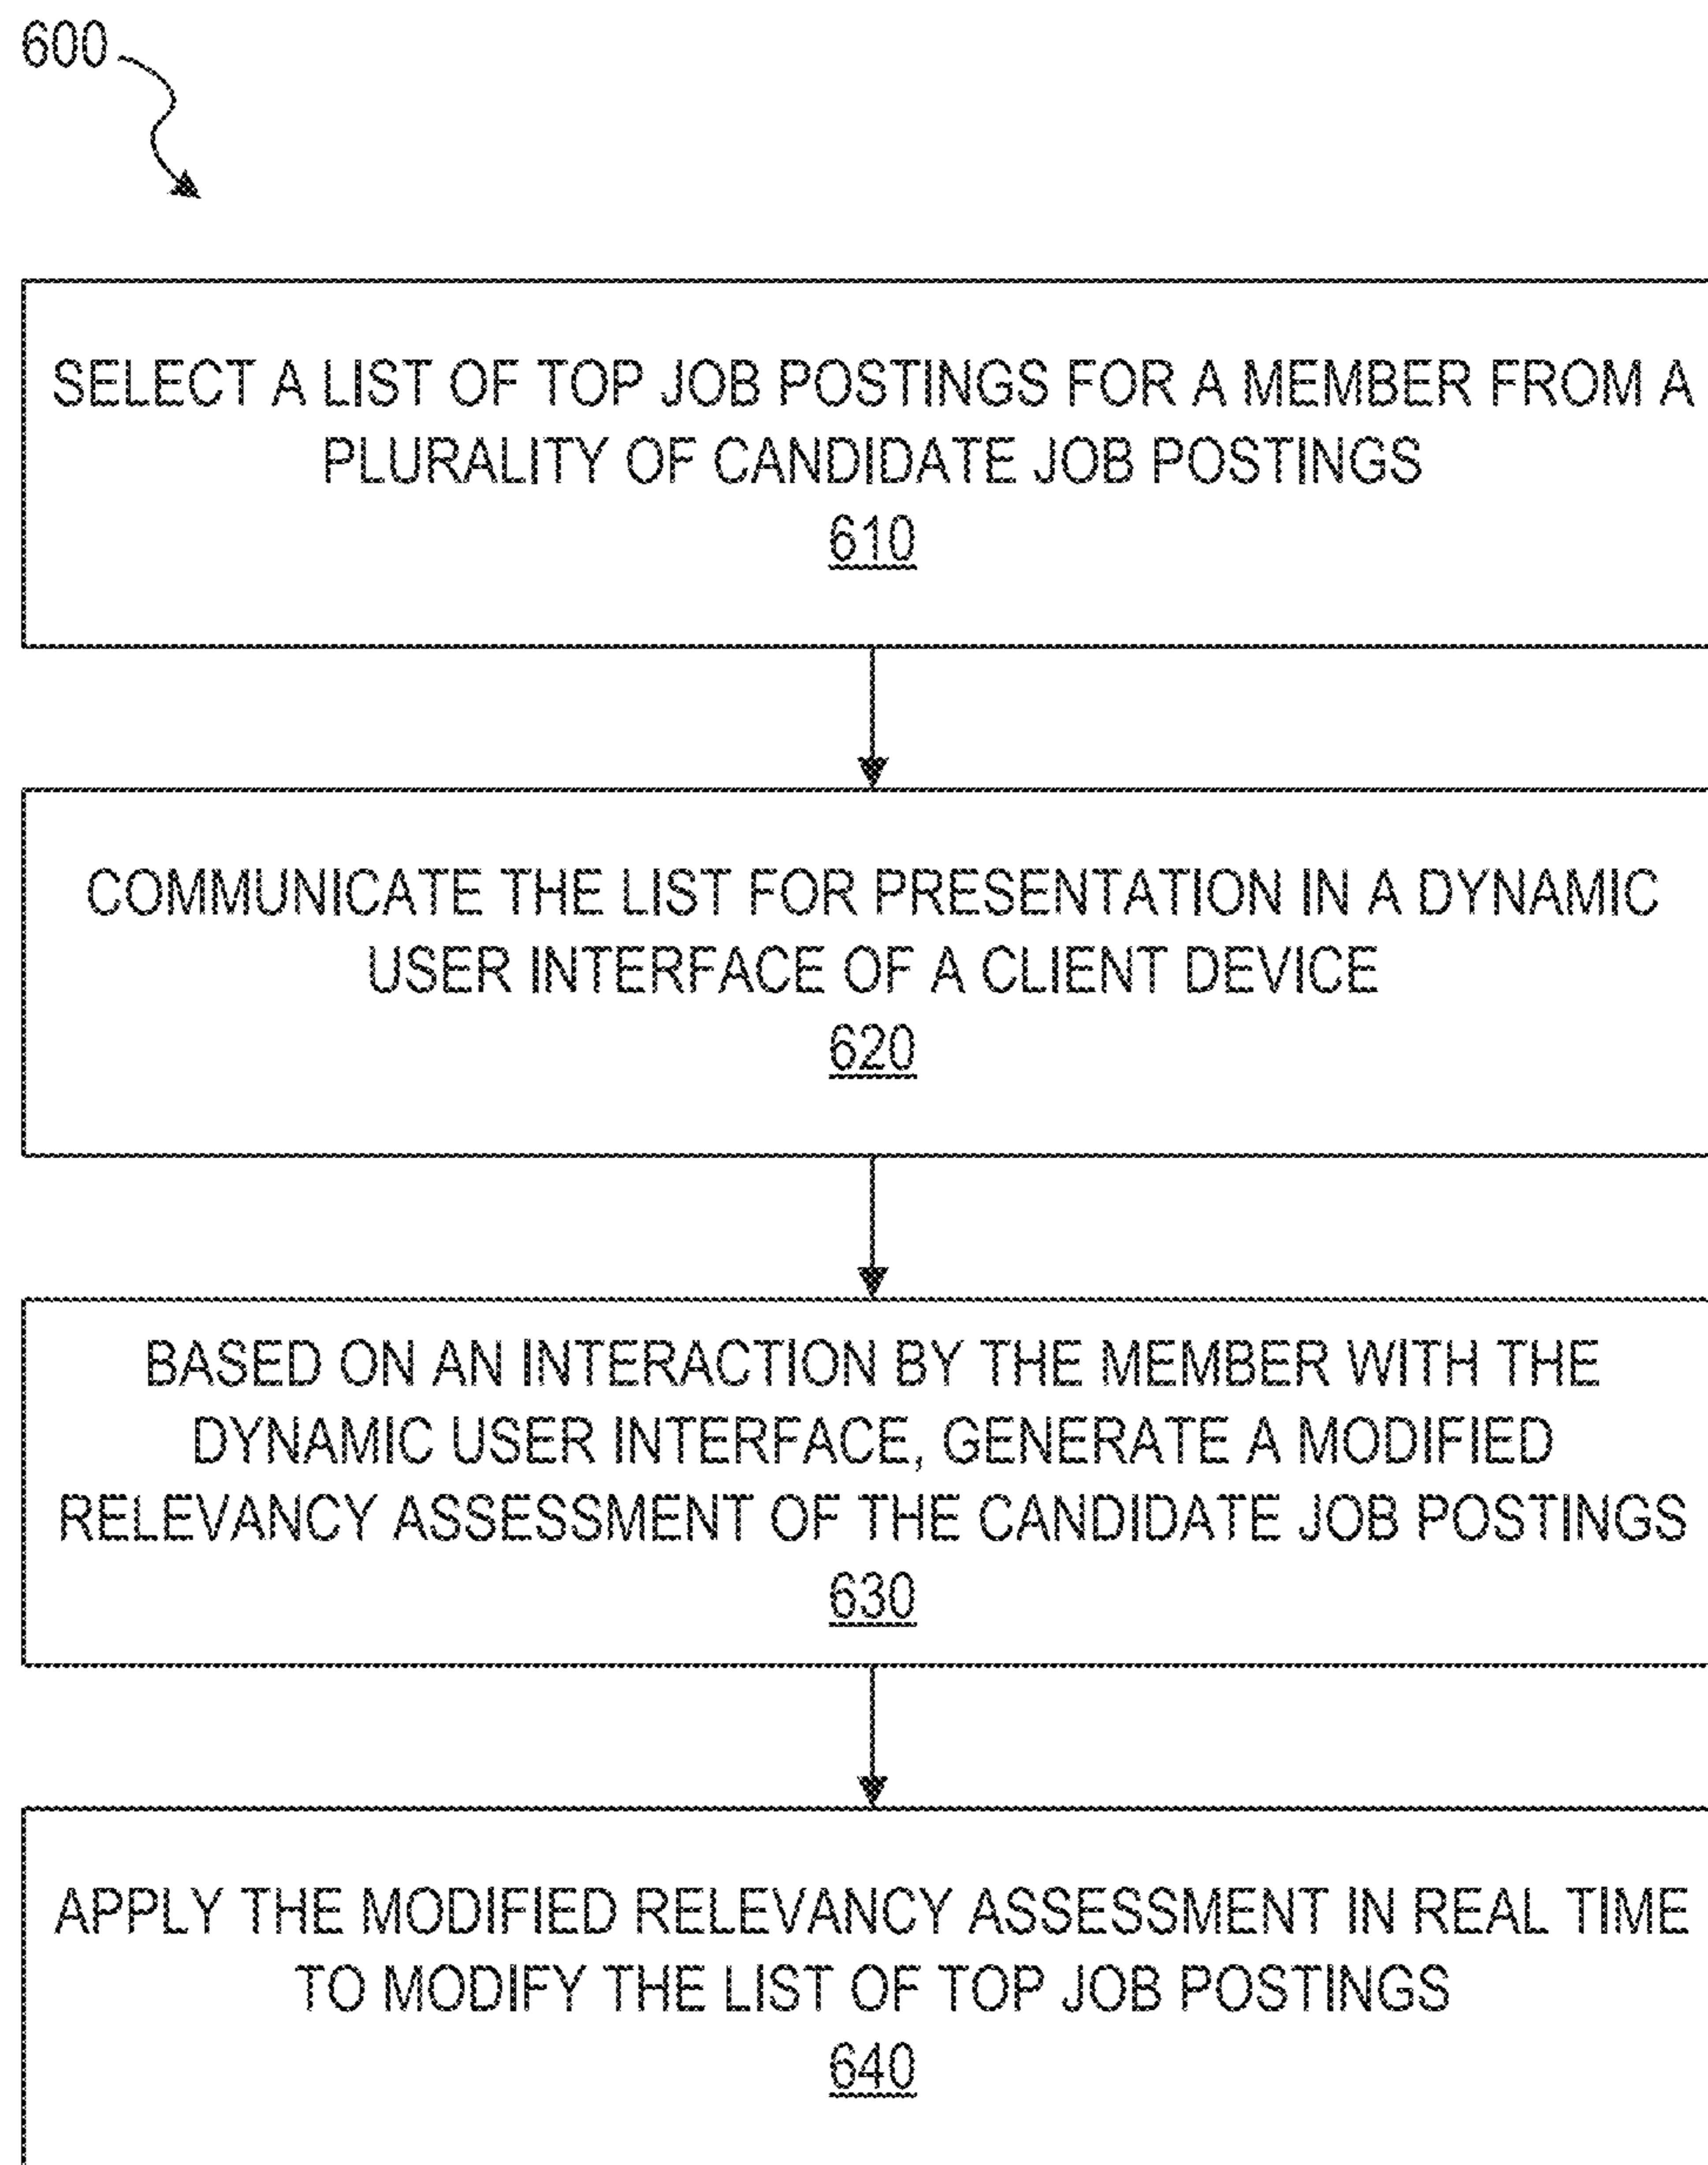 600
SELECT A LIST OF TOP JOB POSTINGS FOR A MEMBER FROM A
PLURALITY OF CANDIDATE JOB POSTINGS
610
COMMUNICATE THE LIST FOR PRESENTATION IN A DYNAMIC
USER INTERFACE OF A CLIENT DEVICE
620
BASED ON AN INTERACTION BY THE MEMBER WITH THE
DYNAMIC USER INTERFACE, GENERATE A MODIFIED
RELEVANCY ASSESSMENT OF THE CANDIDATE JOB POSTINGS
630
APPLY THE MODIFIED RELEVANCY ASSESSMENT IN REAL TIME
TO MODIFY THE LIST OF TOP JOB POSTINGS
640